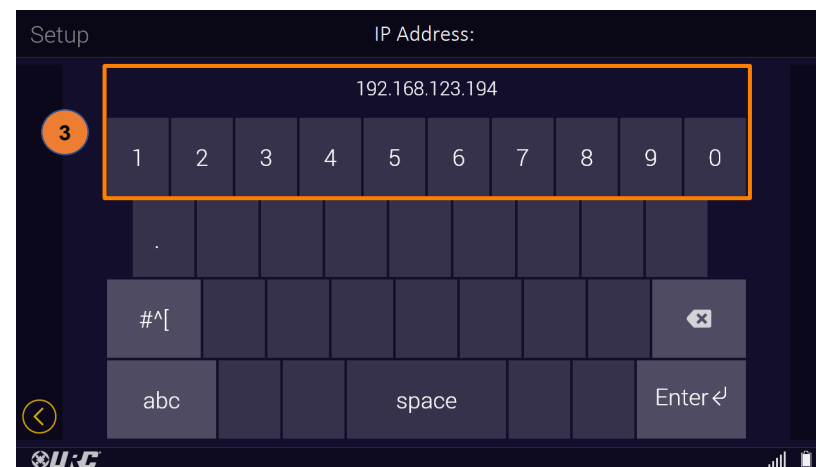 Setup
IP Address:
192.168.123.194
3
1 2 3 4 5 6 7 8 9 0
.
#^[
abc space Enter
URC